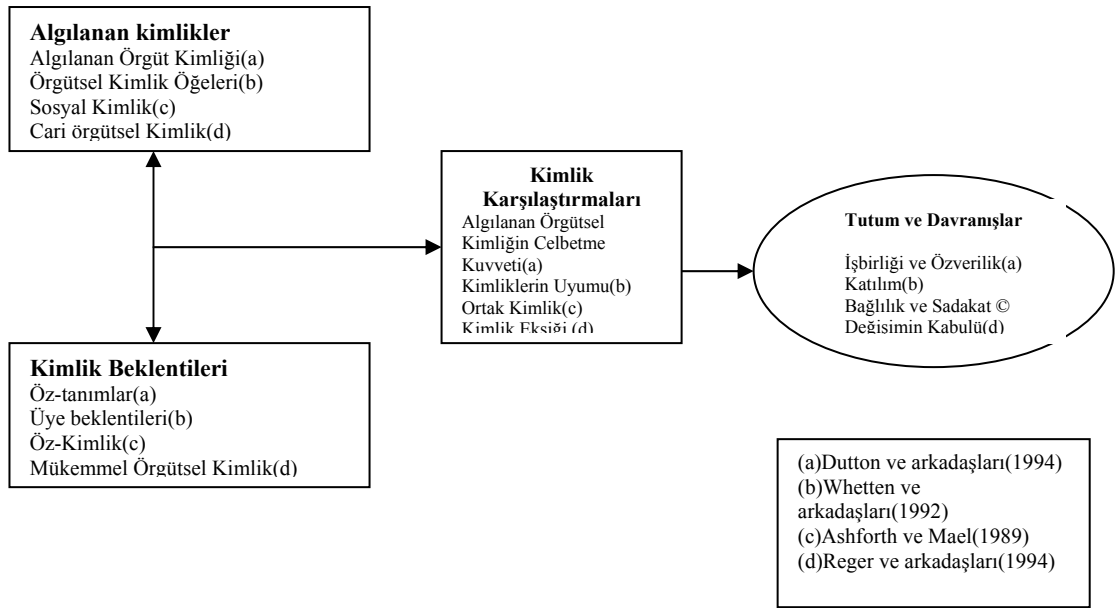 Algılanan kimlikler
Algılanan Örgüt Kimliği(a)
Örgütsel Kimlik Öğeleri(b)
Sosyal Kimlik(c)
Cari örgütsel Kimlik(d)
Kimlik
Karşılaştırmaları
Algılanan Örgütsel
Kimliğin Celbetme
Kuvveti(a)
Kimliklerin Uyumu(b)
Ortak Kimlik(c)
Kimlik Eksiği (d)
Tutum ve Davranışlar
İşbirliği ve Özverilik(a)
Katılım(b)
Bağlılık ve Sadakat ©
Değişimin Kabulü(d)
Kimlik Beklentileri
Öz-tanımlar(a)
Üye beklentileri(b)
Öz-Kimlik(c)
Mükemmel Örgütsel Kimlik(d)
(a)Dutton ve arkadaşları(1994)
(b)Whetten ve
arkadaşları(1992)
(c)Ashforth ve Mael(1989)
(d)Reger ve arkadaşları(1994)